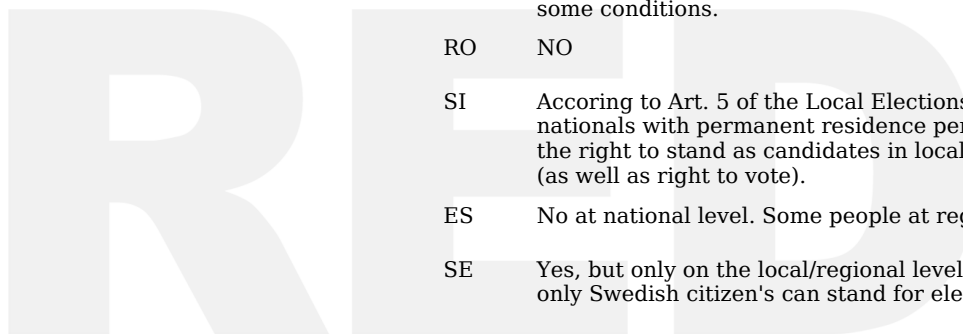 some conditions.
RO NO
SI Accoring to Art. 5 of the Local Elections
nationals with permanent residence
the right to stand as candidates in local
(as well as right to vote).
ES No at national level. Some people at
SE Yes, but only on the local/regional level
only Swedish citizen's can stand for
RED